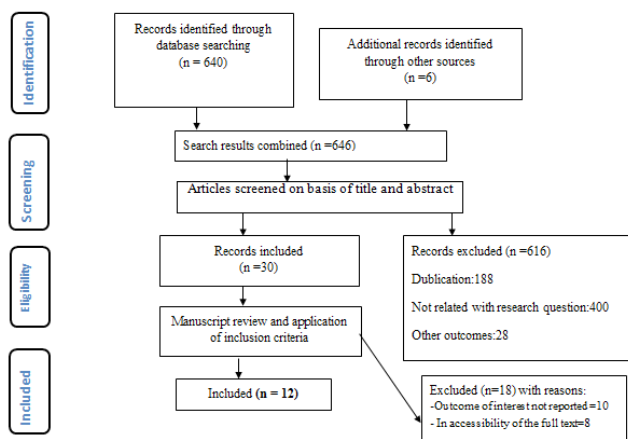 Identification
Records identified through
database searching
(n = 640)
Additional records identified
through other sources
(n =6)
Search results combined (n =646)
Screening
Articles screened on basis of title and abstract
Eligibility
Records included
(n =30)
Records excluded (n =616)
Dublication:188
Not related with research question:400
Other outcomes:28
Manuscript review and application
of inclusion criteria
Included
Included (n = 12)
Excluded (n=18) with reasons:
-Outcome of interest not reported=10
- In accessibility of the full text=8